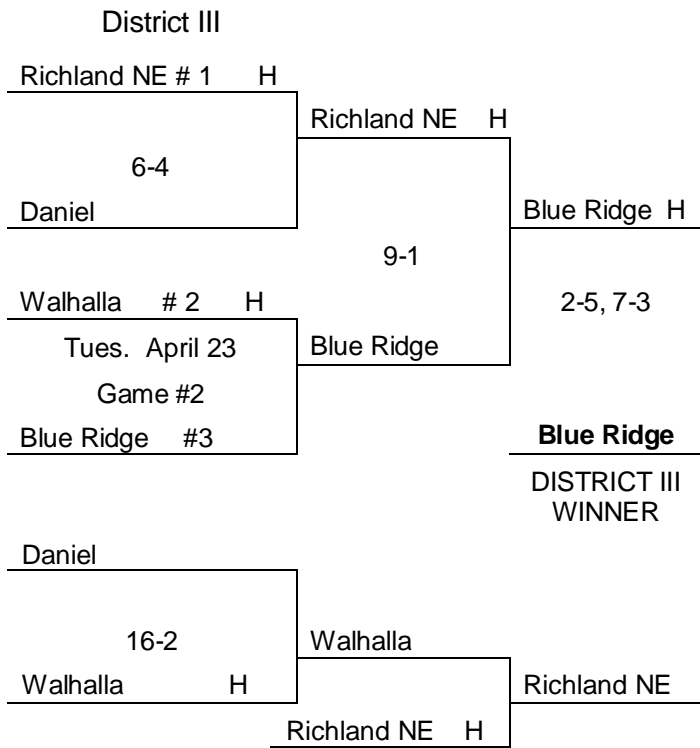 District III
Richland NE # 1 H
Richland NE H
6-4
Daniel
Blue Ridge H
9-1
Walhalla # 2 H
2-5, 7-3
Tues. April 23
Blue Ridge
Game #2
Blue Ridge #3
Blue Ridge
DISTRICT III
WINNER
Daniel
16-2
Walhalla
Walhalla H
Richland NE
Richland NE H